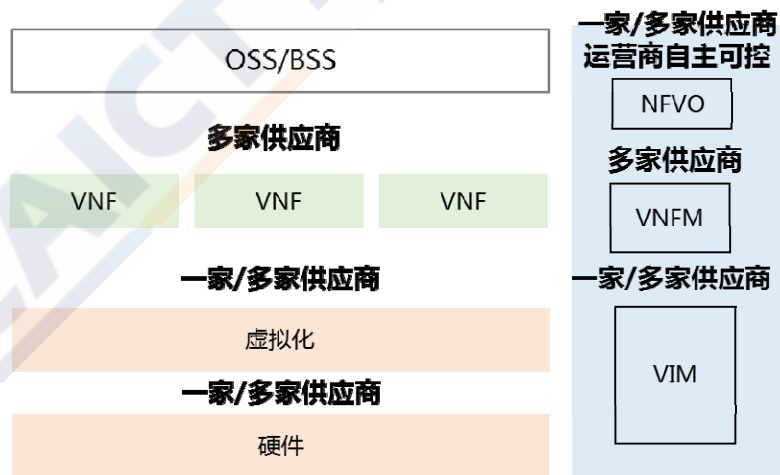 OSS/BSS
多家供应商
VNF
VNF
VNF
一家/多家供应商
虚拟化
一家/多家供应商
硬件
一家/多家供应商
运营商自主可控
NFVO
多家供应商
VNFM
一家/多家供应商
VIM